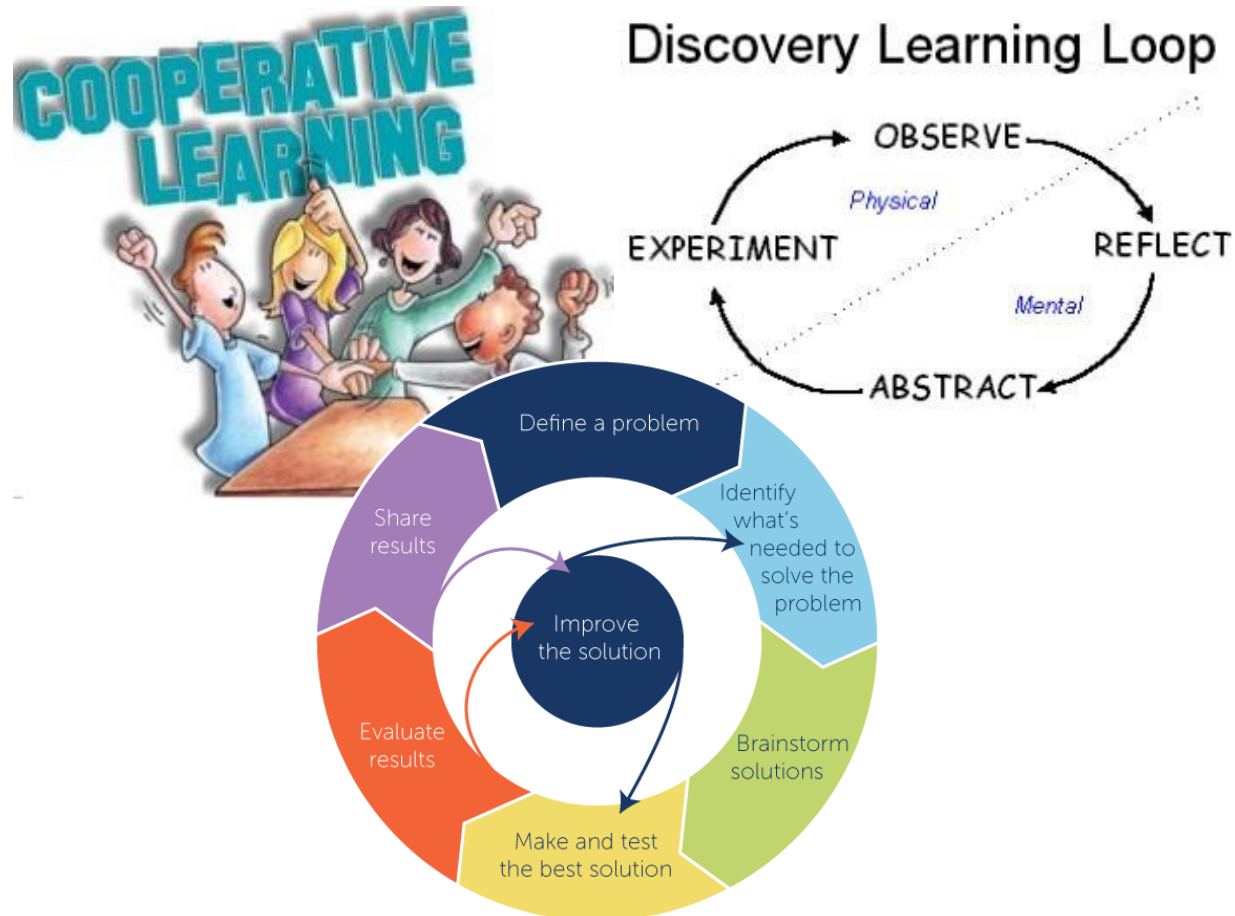 COOPERATIVE
LEARNING
Discovery Learning Loop
OBSERVE
Physical
EXPERIMENT
REFLECT
Mental
ABSTRACT
Define a problem
Identify
what's
needed to
solve the
problem
Brainstorm
solutions
Make and test
the best solution
Evaluate
results
Share
results
Improve
the solution